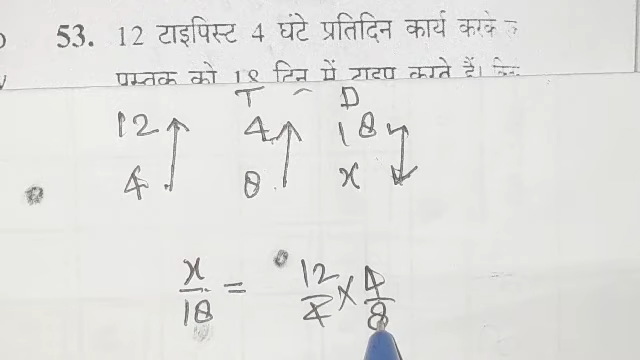 53. 12 टाइपिस्ट 4 घंटे प्रतिदिन कार्य करके
पुस्तक को 18 दिन में टाइप करते हैं।
T D
12 4 18
4 8 x
x/18 = 12/4 × 4/8